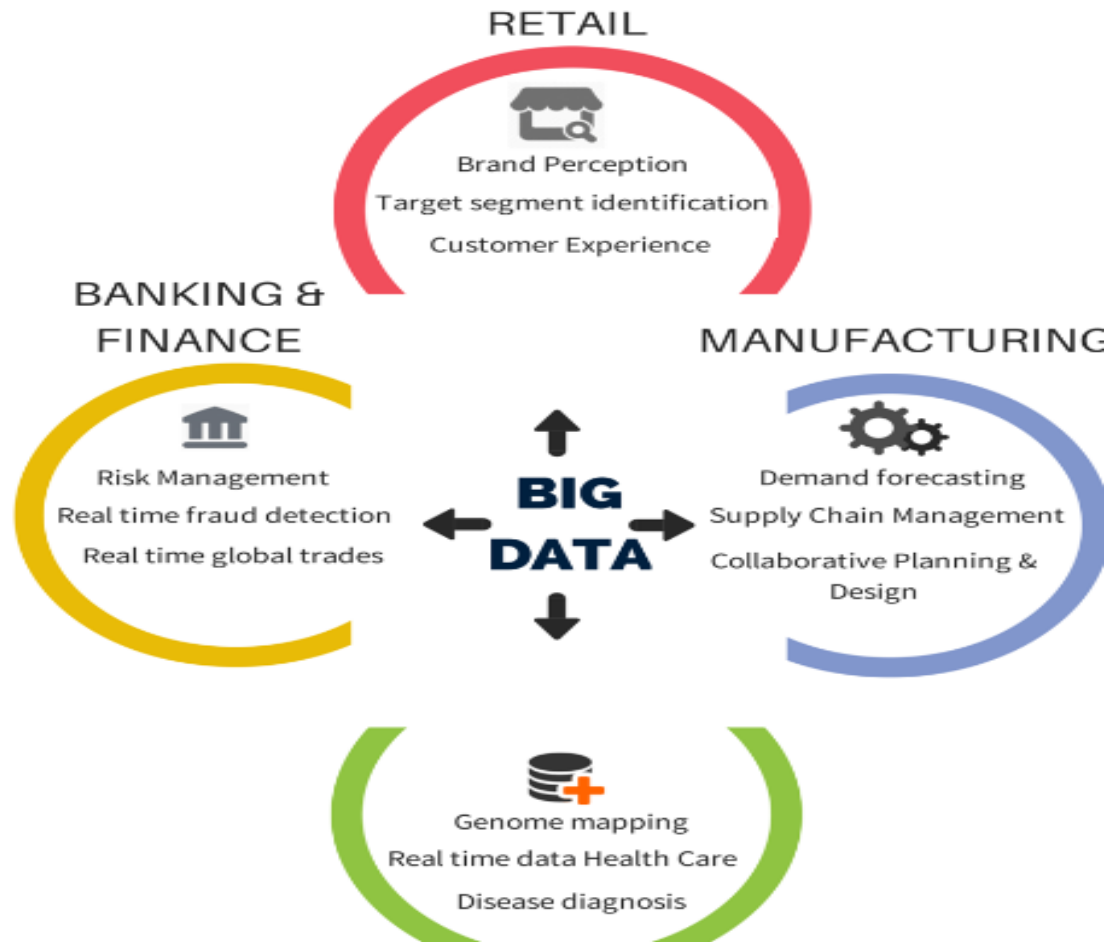 RETAIL
Brand Perception
Target segment identification
Customer Experience
BANKING &
FINANCE
Risk Management
Real time fraud detection
Real time global trades
BIG
DATA
MANUFACTURING
Demand forecasting
Supply Chain Management
Collaborative Planning &
Design
Genome mapping
Real time data Health Care
Disease diagnosis